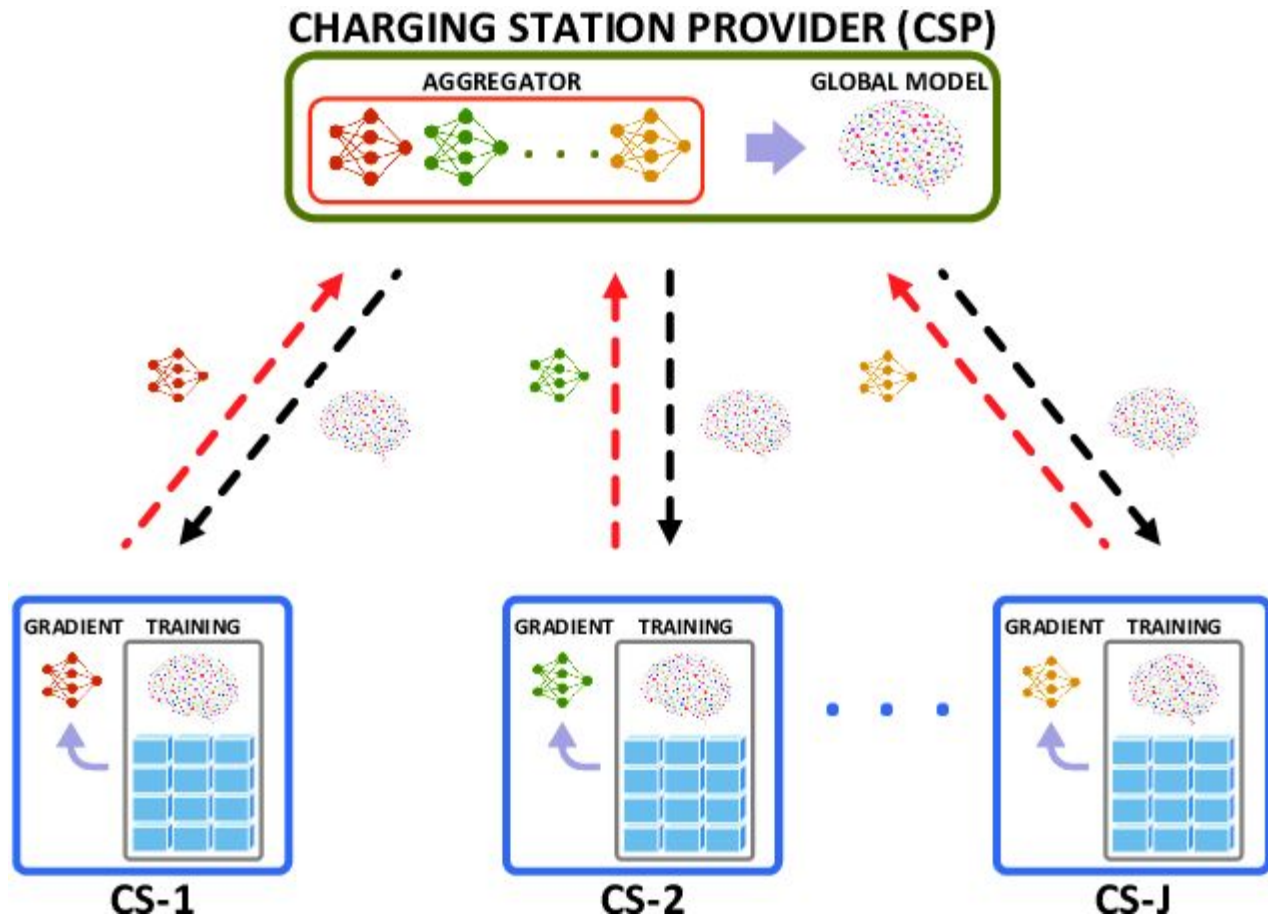 CHARGING STATION PROVIDER (CSP)
AGGREGATOR
GLOBAL MODEL
GRADIENT TRAINING
GRADIENT TRAINING
GRADIENT TRAINING
CS-1
CS-2
CS-J